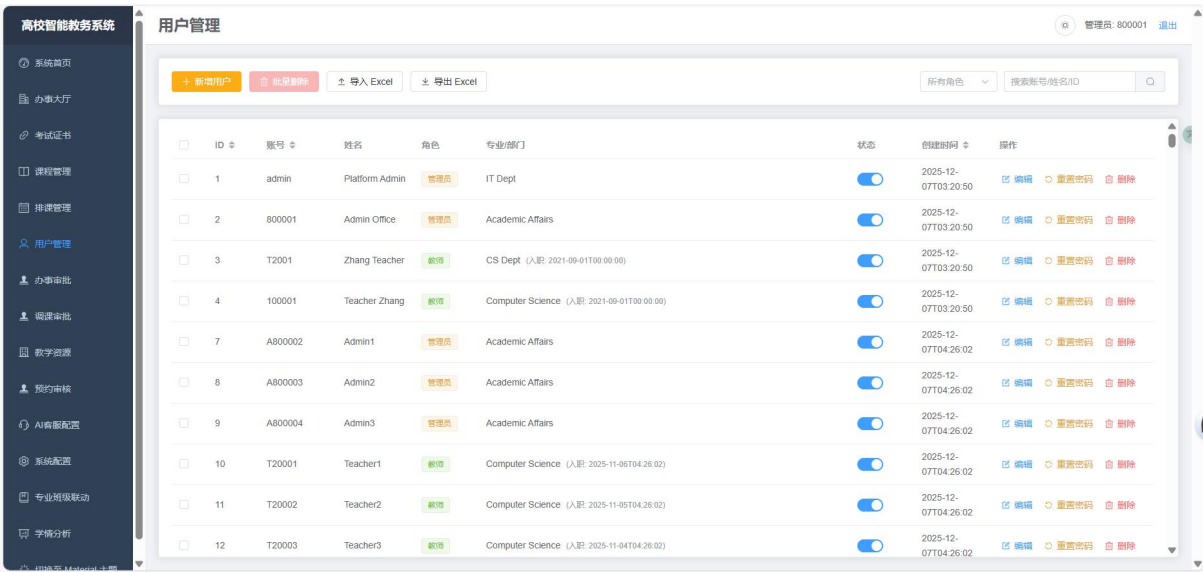 高校智能教务系统
用户管理
管理员: 800001 退出
系统首页
办事大厅
考试证书
课程管理
排课管理
用户管理
办事审批
调课审批
教学资源
预约审核
AI客服配置
系统配置
专业班级联动
学情分析
切换至 Material 主题
+ 新增用户 批量删除 导入 Excel 导出 Excel
所有角色 搜索账号/姓名/ID
ID 账号 姓名 角色 专业/部门 状态 创建时间 操作
1 admin Platform Admin 管理员 IT Dept 2025-12-
07T03:20:50 编辑 重置密码 删除
2 800001 Admin Office 管理员 Academic Affairs 2025-12-
07T03:20:50 编辑 重置密码 删除
3 T2001 Zhang Teacher 教师 CS Dept (入职: 2021-09-01T00:00:00) 2025-12-
07T03:20:50 编辑 重置密码 删除
4 100001 Teacher Zhang 教师 Computer Science (入职: 2021-09-01T00:00:00) 2025-12-
07T03:20:50 编辑 重置密码 删除
7 A800002 Admin1 管理员 Academic Affairs 2025-12-
07T04:26:02 编辑 重置密码 删除
8 A800003 Admin2 管理员 Academic Affairs 2025-12-
07T04:26:02 编辑 重置密码 删除
9 A800004 Admin3 管理员 Academic Affairs 2025-12-
07T04:26:02 编辑 重置密码 删除
10 T20001 Teacher1 教师 Computer Science (入职: 2025-11-06T04:26:02) 2025-12-
07T04:26:02 编辑 重置密码 删除
11 T20002 Teacher2 教师 Computer Science (入职: 2025-11-05T04:26:02) 2025-12-
07T04:26:02 编辑 重置密码 删除
12 T20003 Teacher3 教师 Computer Science (入职: 2025-11-04T04:26:02) 2025-12-
07T04:26:02 编辑 重置密码 删除